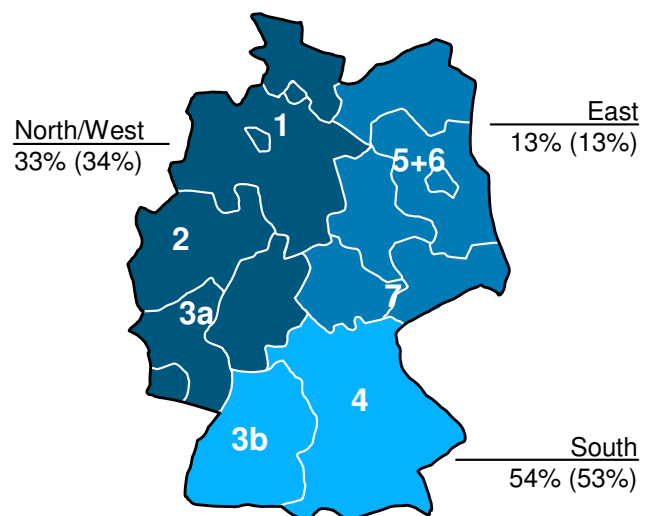 1
East
North/West
13% (13%)
33% (34%)
5+6
2
7
3a
4
3b
South
54% (53%)